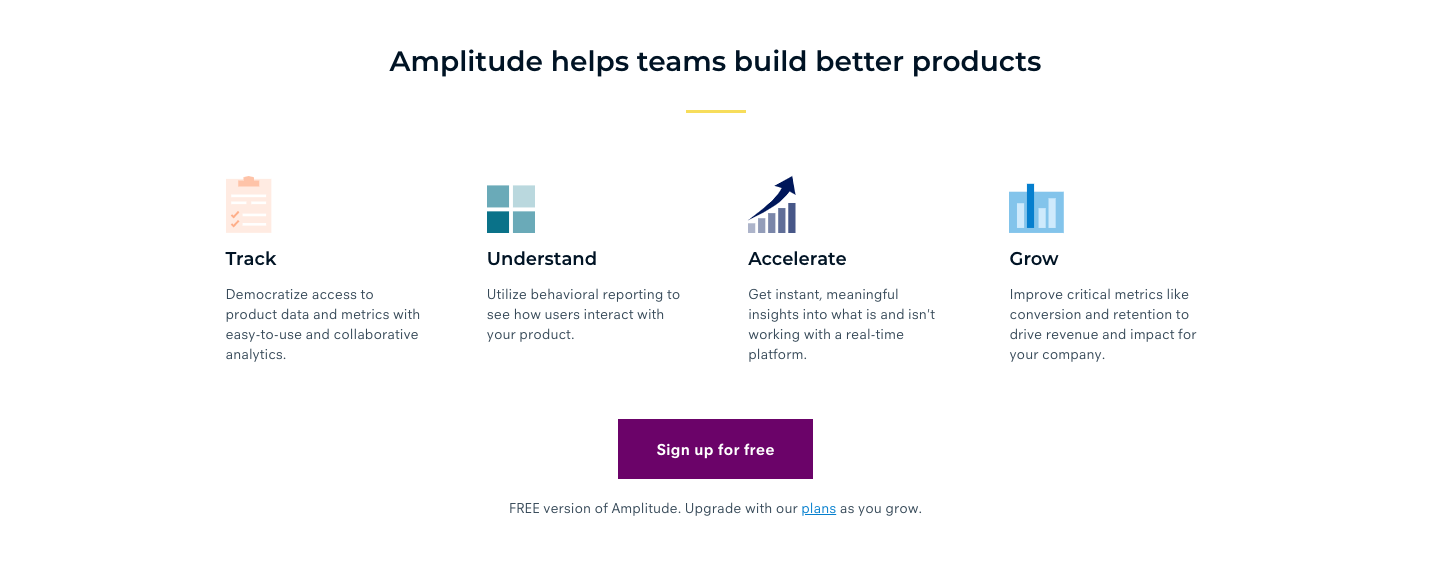 Amplitude helps teams build better products
Track
Democratize access to
product data and metrics with
easy-to-use and collaborative
analytics.
Understand
Utilize behavioral reporting to
see how users interact with
your product.
Accelerate
Get instant, meaningful
insights into what is and isn't
working with a real-time
platform.
Grow
Improve critical metrics like
conversion and retention to
drive revenue and impact for
your company.
Sign up for free
FREE version of Amplitude. Upgrade with our plans as you grow.